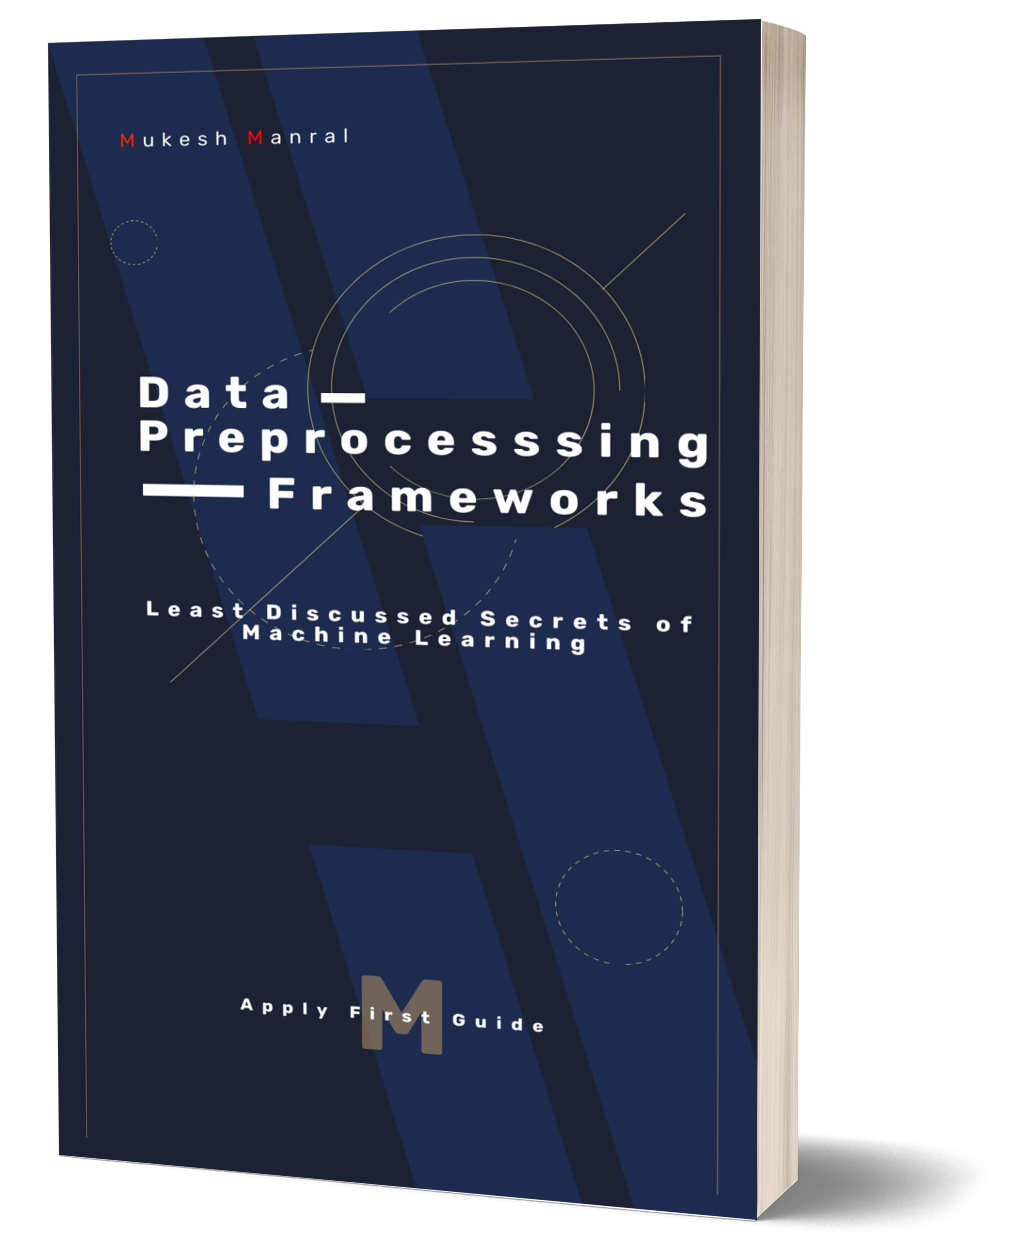 Mukesh Manral
Data —
Preprocesssing
— Frameworks
Least Discussed Secrets of
Machine Learning
M
Apply First Guide